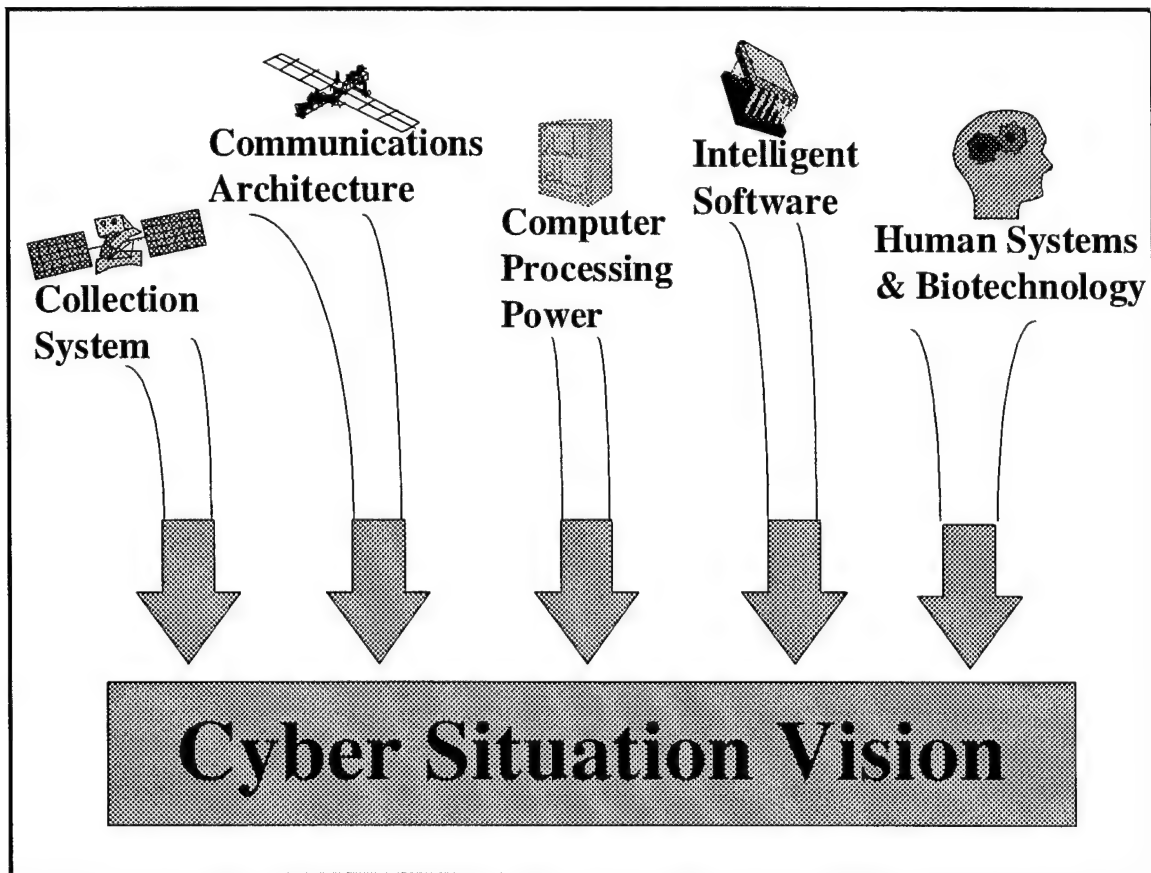 Communications
Architecture
Collection
System
Computer
Processing
Power
Intelligent
Software
Human Systems
& Biotechnology
Cyber Situation Vision